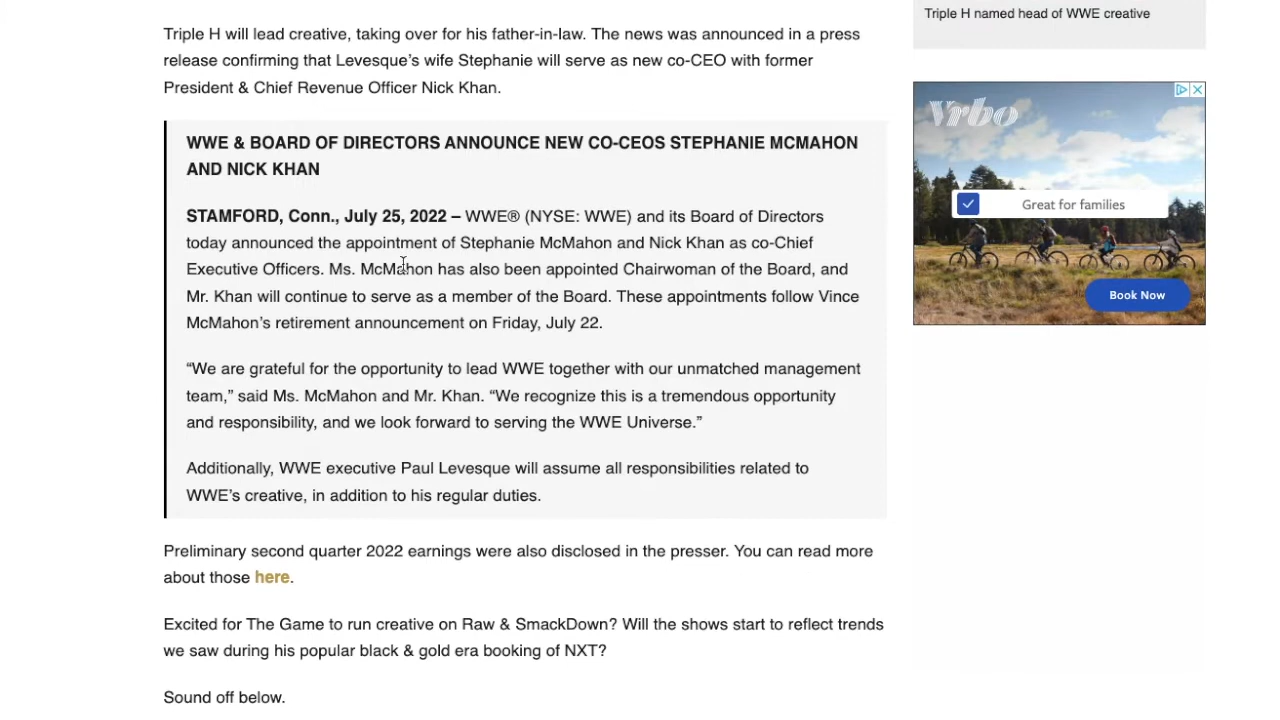 Triple H will lead creative, taking over for his father-in-law. The news was announced in a press
release confirming that Levesque’s wife Stephanie will serve as new co-CEO with former
President & Chief Revenue Officer Nick Khan.
WWE & BOARD OF DIRECTORS ANNOUNCE NEW CO-CEOS STEPHANIE MCMAHON
AND NICK KHAN
STAMFORD, Conn., July 25, 2022 – WWE® (NYSE: WWE) and its Board of Directors
today announced the appointment of Stephanie McMahon and Nick Khan as co-Chief
Executive Officers. Ms. McMahon has also been appointed Chairwoman of the Board, and
Mr. Khan will continue to serve as a member of the Board. These appointments follow Vince
McMahon’s retirement announcement on Friday, July 22.
“We are grateful for the opportunity to lead WWE together with our unmatched management
team,” said Ms. McMahon and Mr. Khan. “We recognize this is a tremendous opportunity
and responsibility, and we look forward to serving the WWE Universe.”
Additionally, WWE executive Paul Levesque will assume all responsibilities related to
WWE’s creative, in addition to his regular duties.
Preliminary second quarter 2022 earnings were also disclosed in the presser. You can read more
about those here.
Excited for The Game to run creative on Raw & SmackDown? Will the shows start to reflect trends
we saw during his popular black & gold era booking of NXT?
Sound off below.
Triple H named head of WWE creative
Vrbo
Great for families
Book Now